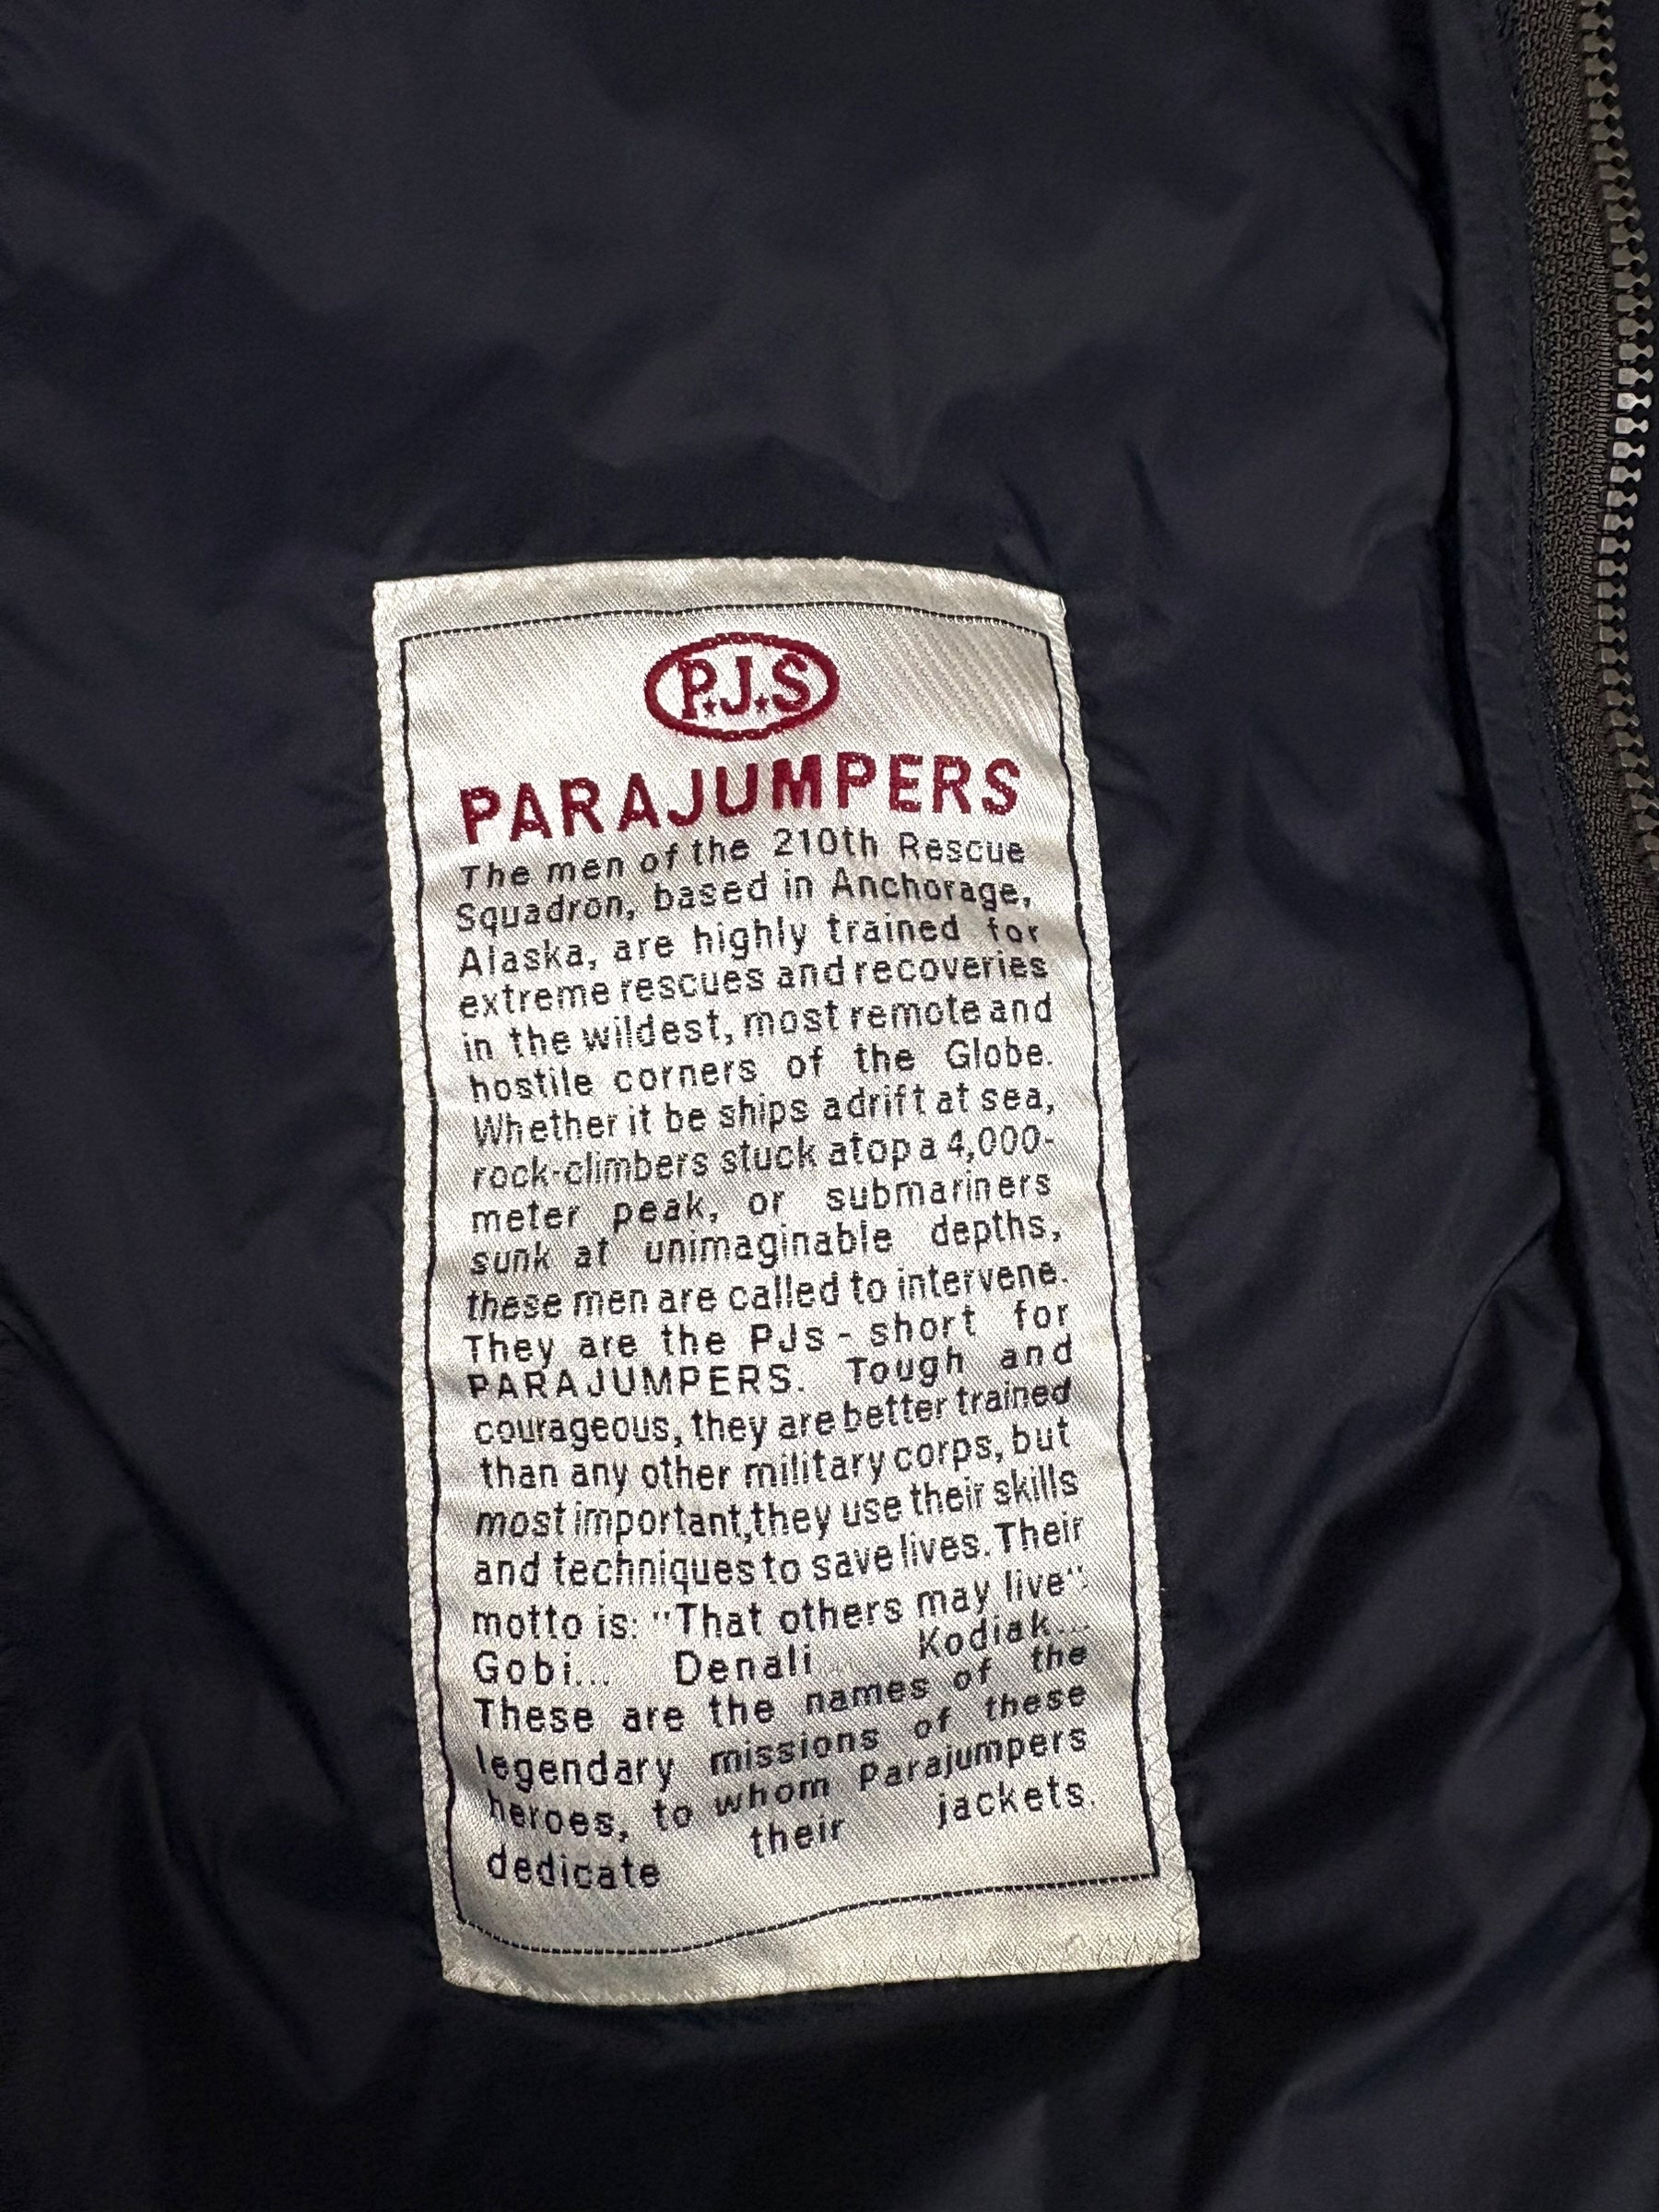 P.J.S
PARAJUMPERS
The men of the 210th Rescue
Squadron, based in Anchorage,
Alaska, are highly trained for
extreme rescues and recoveries
in the wildest, most remote and
hostile corners of the Globe.
Whether it be ships adrift at sea,
rock-climbers stuck atop a 4,000-
meter peak, or submariners
sunk at unimaginable depths,
these men are called to intervene.
They are the PJs - short for
PARAJUMPERS. Tough and
courageous, they are better trained
than any other military corps, but
most important,they use their skills
and techniques to save lives. Their
motto is: "That others may live":
Gobi... Denali... Kodiak...
These are the names of the
legendary missions of these
heroes, to whom Parajumpers
dedicate their jackets.